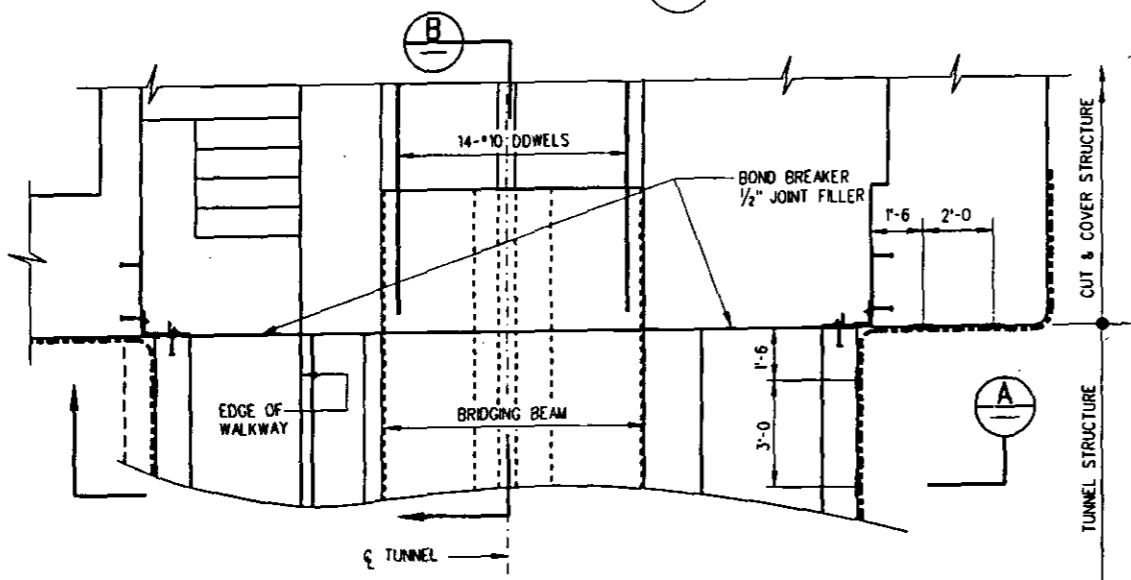 B
14-#10 DOWELS
BOND BREAKER
1/2" JOINT FILLER
1'-6
2'-0
CUT & COVER STRUCTURE
1'-6
3'-0
EDGE OF
WALKWAY
BRIDGING BEAM
A
TUNNEL STRUCTURE
℄ TUNNEL